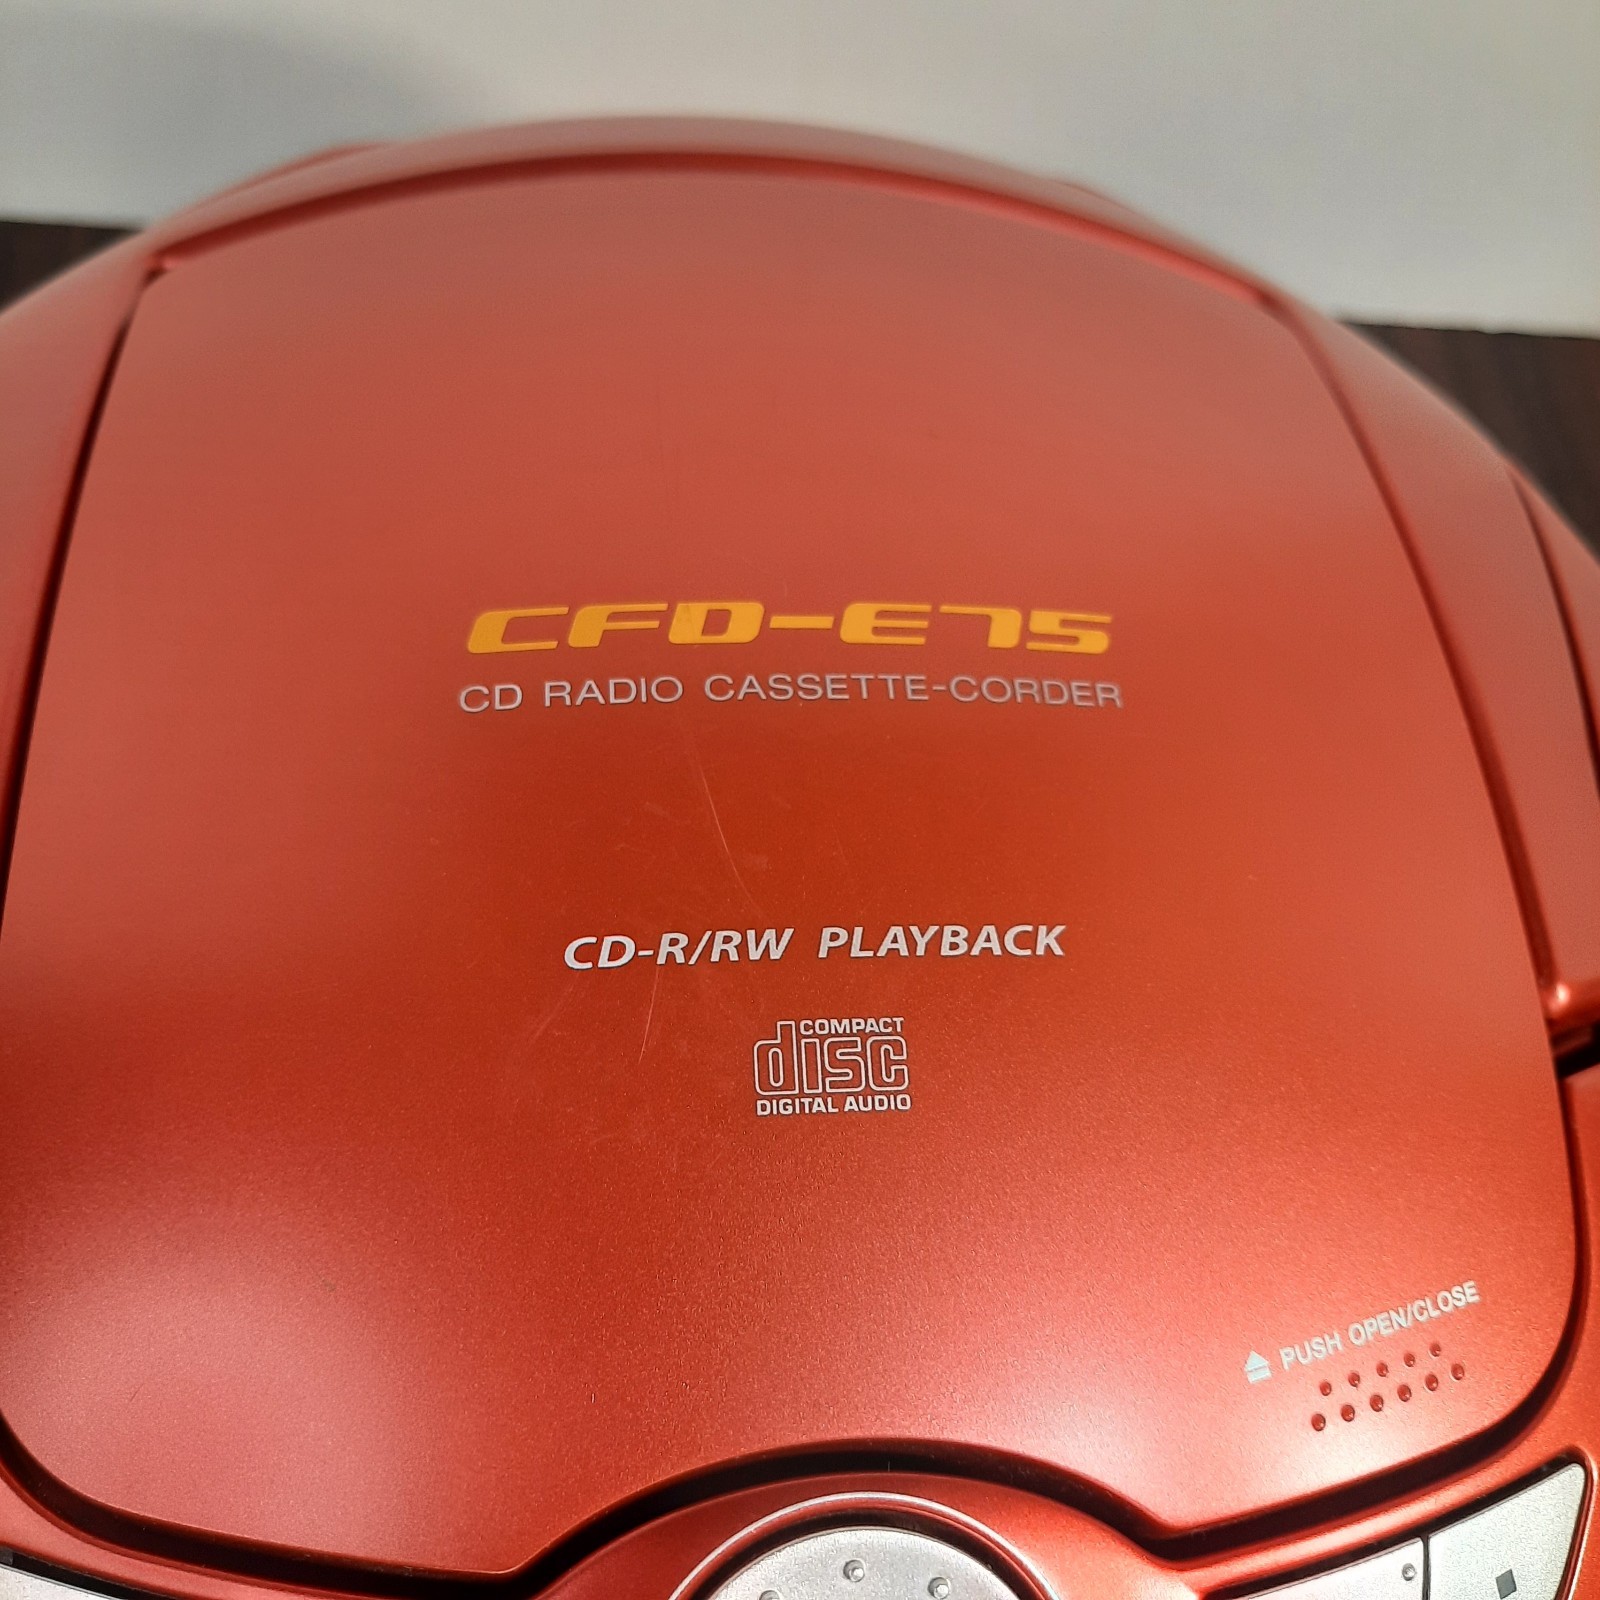 CFD-E75
CD RADIO CASSETTE-CORDER
CD-R/RW PLAYBACK
COMPACT
disc
DIGITAL AUDIO
PUSH OPEN/CLOSE